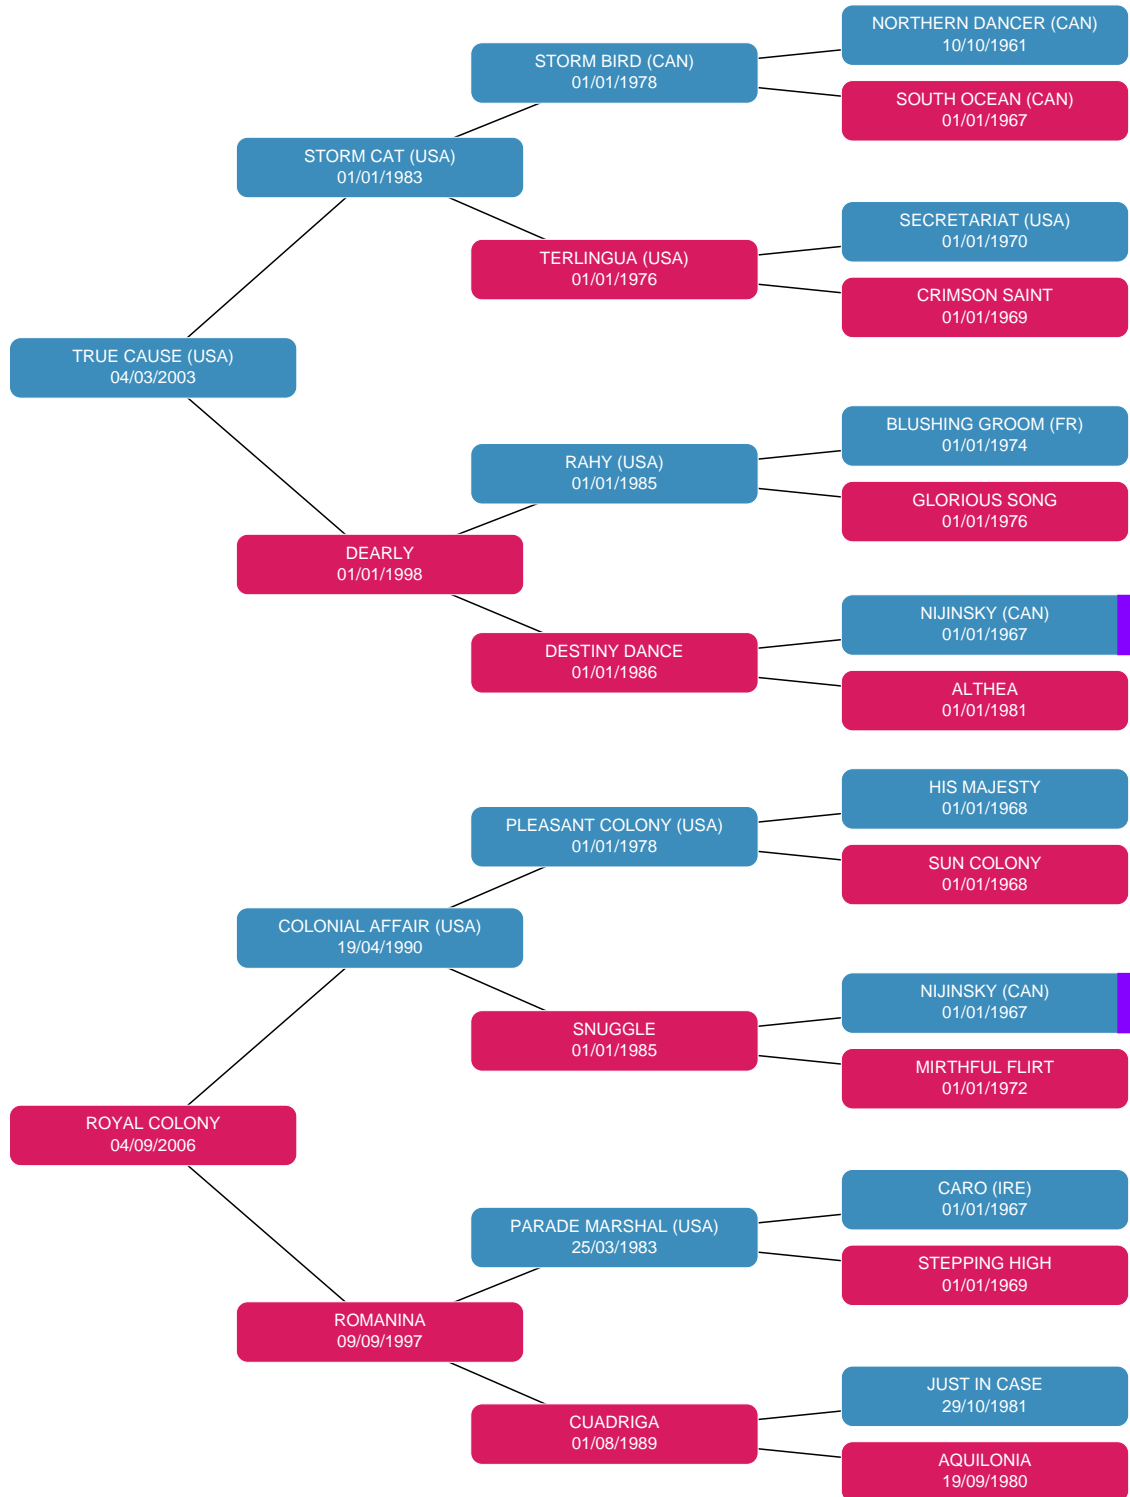 NORTHERN DANCER (CAN)
10/10/1961
STORM BIRD (CAN)
01/01/1978
SOUTH OCEAN (CAN)
01/01/1967
STORM CAT (USA)
01/01/1983
SECRETARIAT (USA)
01/01/1970
TERLINGUA (USA)
01/01/1976
CRIMSON SAINT
01/01/1969
TRUE CAUSE (USA)
04/03/2003
BLUSHING GROOM (FR)
01/01/1974
RAHY (USA)
01/01/1985
GLORIOUS SONG
01/01/1976
DEARLY
01/01/1998
NIJINSKY (CAN)
01/01/1967
DESTINY DANCE
01/01/1986
ALTHEA
01/01/1981
HIS MAJESTY
01/01/1968
PLEASANT COLONY (USA)
01/01/1978
SUN COLONY
01/01/1968
COLONIAL AFFAIR (USA)
19/04/1990
NIJINSKY (CAN)
01/01/1967
SNUGGLE
01/01/1985
MIRTHFUL FLIRT
01/01/1972
ROYAL COLONY
04/09/2006
CARO (IRE)
01/01/1967
PARADE MARSHAL (USA)
25/03/1983
STEPPING HIGH
01/01/1969
ROMANINA
09/09/1997
JUST IN CASE
29/10/1981
CUADRIGA
01/08/1989
AQUILONIA
19/09/1980